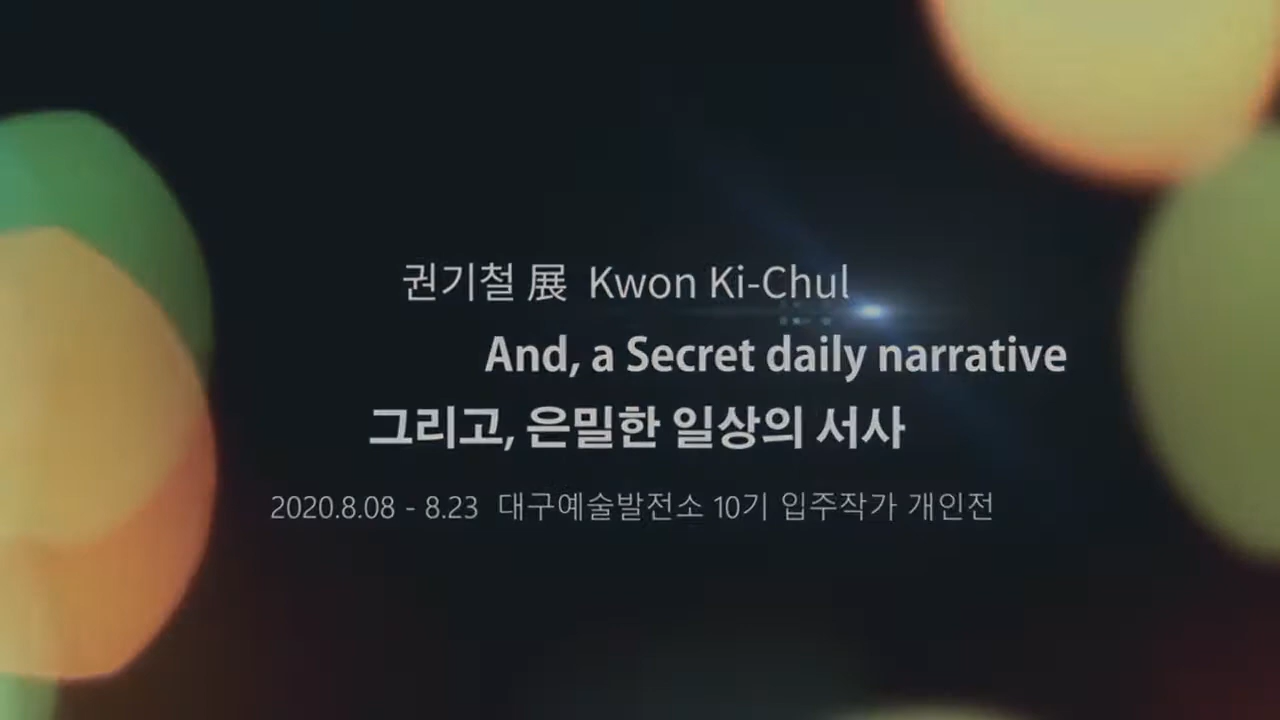 권기철 展 Kwon Ki-Chul
And, a Secret daily narrative
그리고, 은밀한 일상의 서사
2020.8.08 - 8.23 대구예술발전소 10기 입주작가 개인전